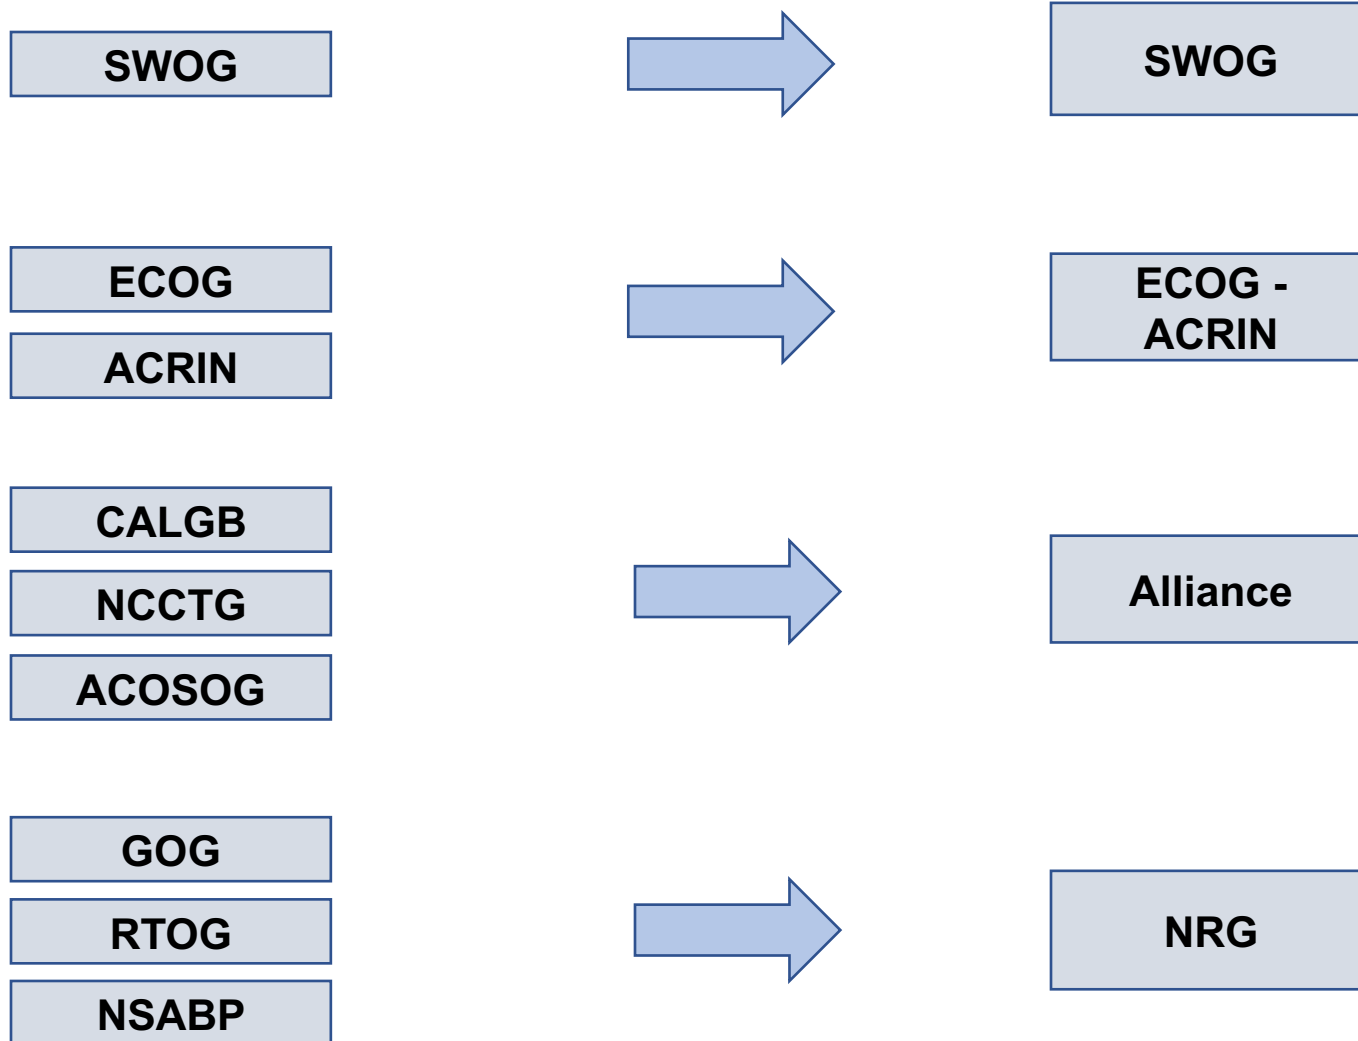 SWOG
SWOG
ECOG
ACRIN
ECOG -
ACRIN
CALGB
NCCTG
ACOSOG
Alliance
GOG
RTOG
NSABP
NRG